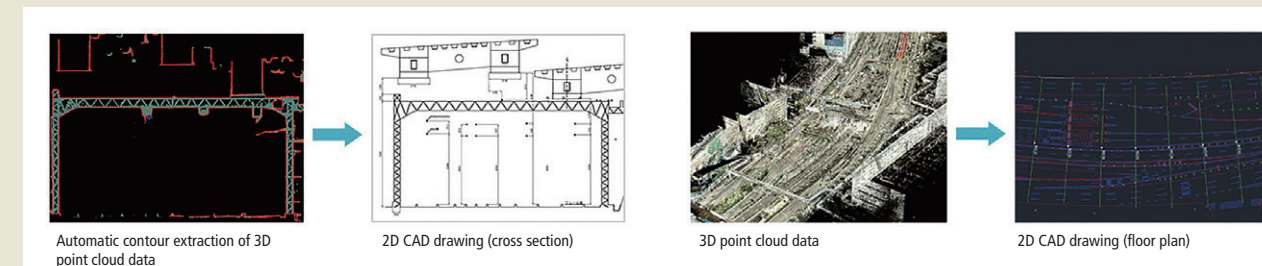 Automatic contour extraction of 3D
point cloud data
2D CAD drawing (cross section)
3D point cloud data
2D CAD drawing (floor plan)